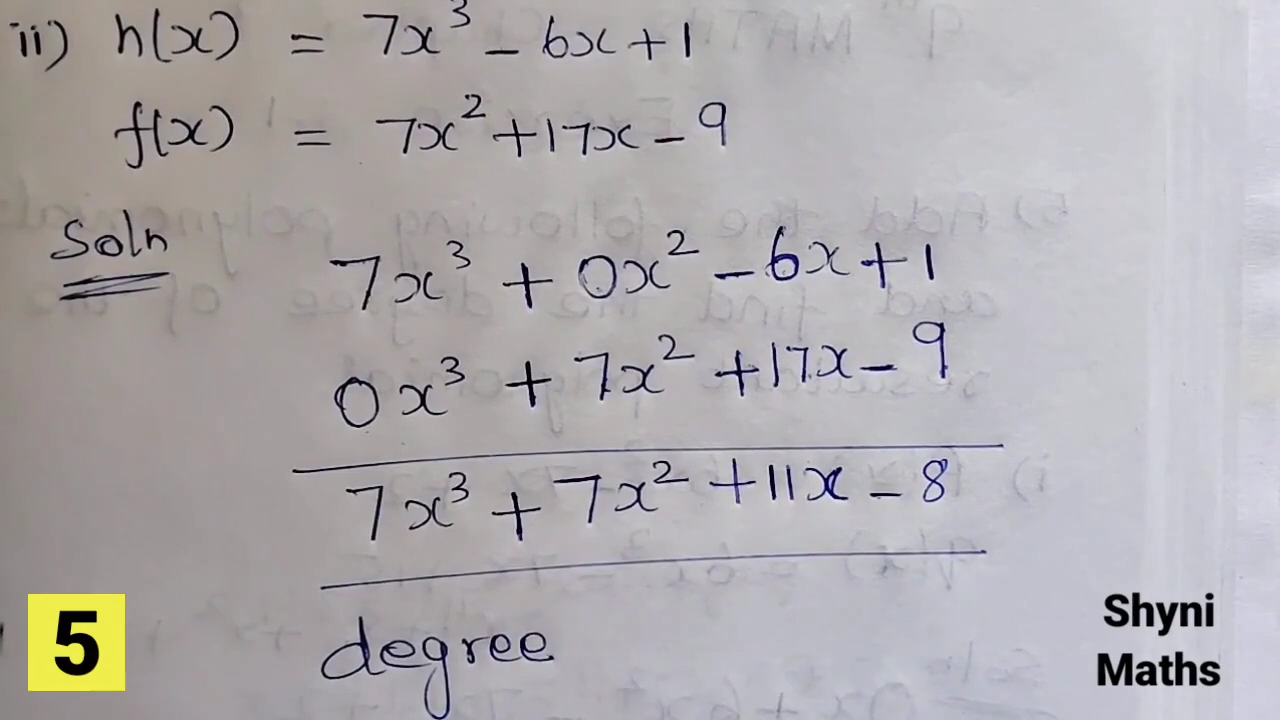 ii) h(x) = 7x³ - 6x + 1
f(x) = 7x² + 17x - 9
Soln
7x³ + 0x² - 6x + 1
0x³ + 7x² + 17x - 9
7x³ + 7x² + 11x - 8
degree
5
Shyni
Maths